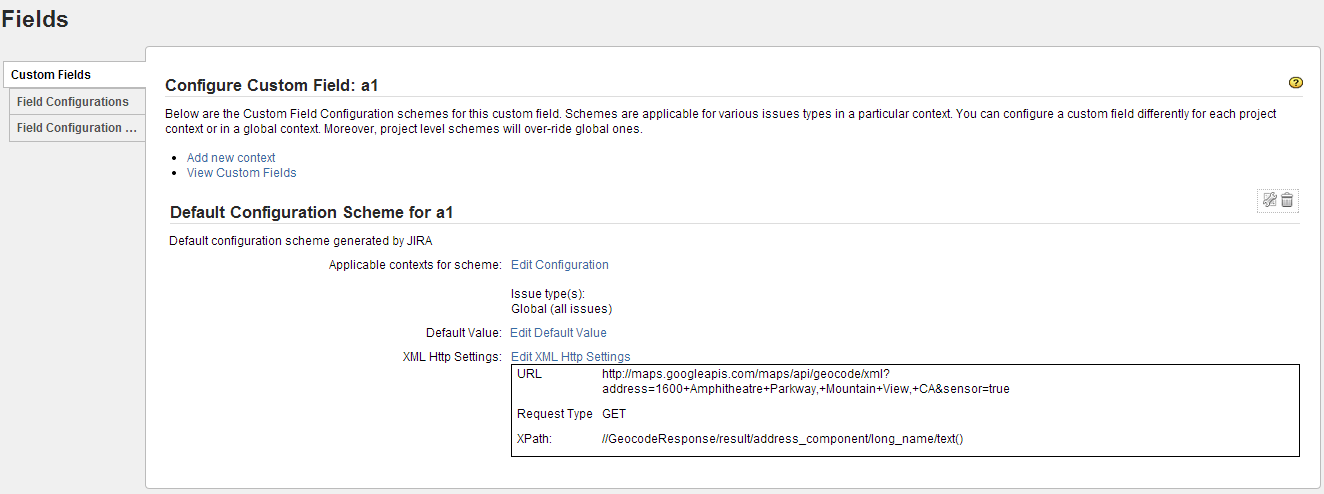 Fields
Custom Fields
Field Configurations
Field Configuration ...
Configure Custom Field: a1
?
Below are the Custom Field Configuration schemes for this custom field. Schemes are applicable for various issues types in a particular context. You can configure a custom field differently for each project
context or in a global context. Moreover, project level schemes will over-ride global ones.
• Add new context
• View Custom Fields
Default Configuration Scheme for a1
Default configuration scheme generated by JIRA
Applicable contexts for scheme: Edit Configuration
Issue type(s):
Global (all issues)
Default Value: Edit Default Value
XML Http Settings: Edit XML Http Settings
URL http://maps.googleapis.com/maps/api/geocode/xml?
address=1600+Amphitheatre+Parkway,+Mountain+View,+CA&sensor=true
Request Type GET
XPath: //GeocodeResponse/result/address_component/long_name/text()